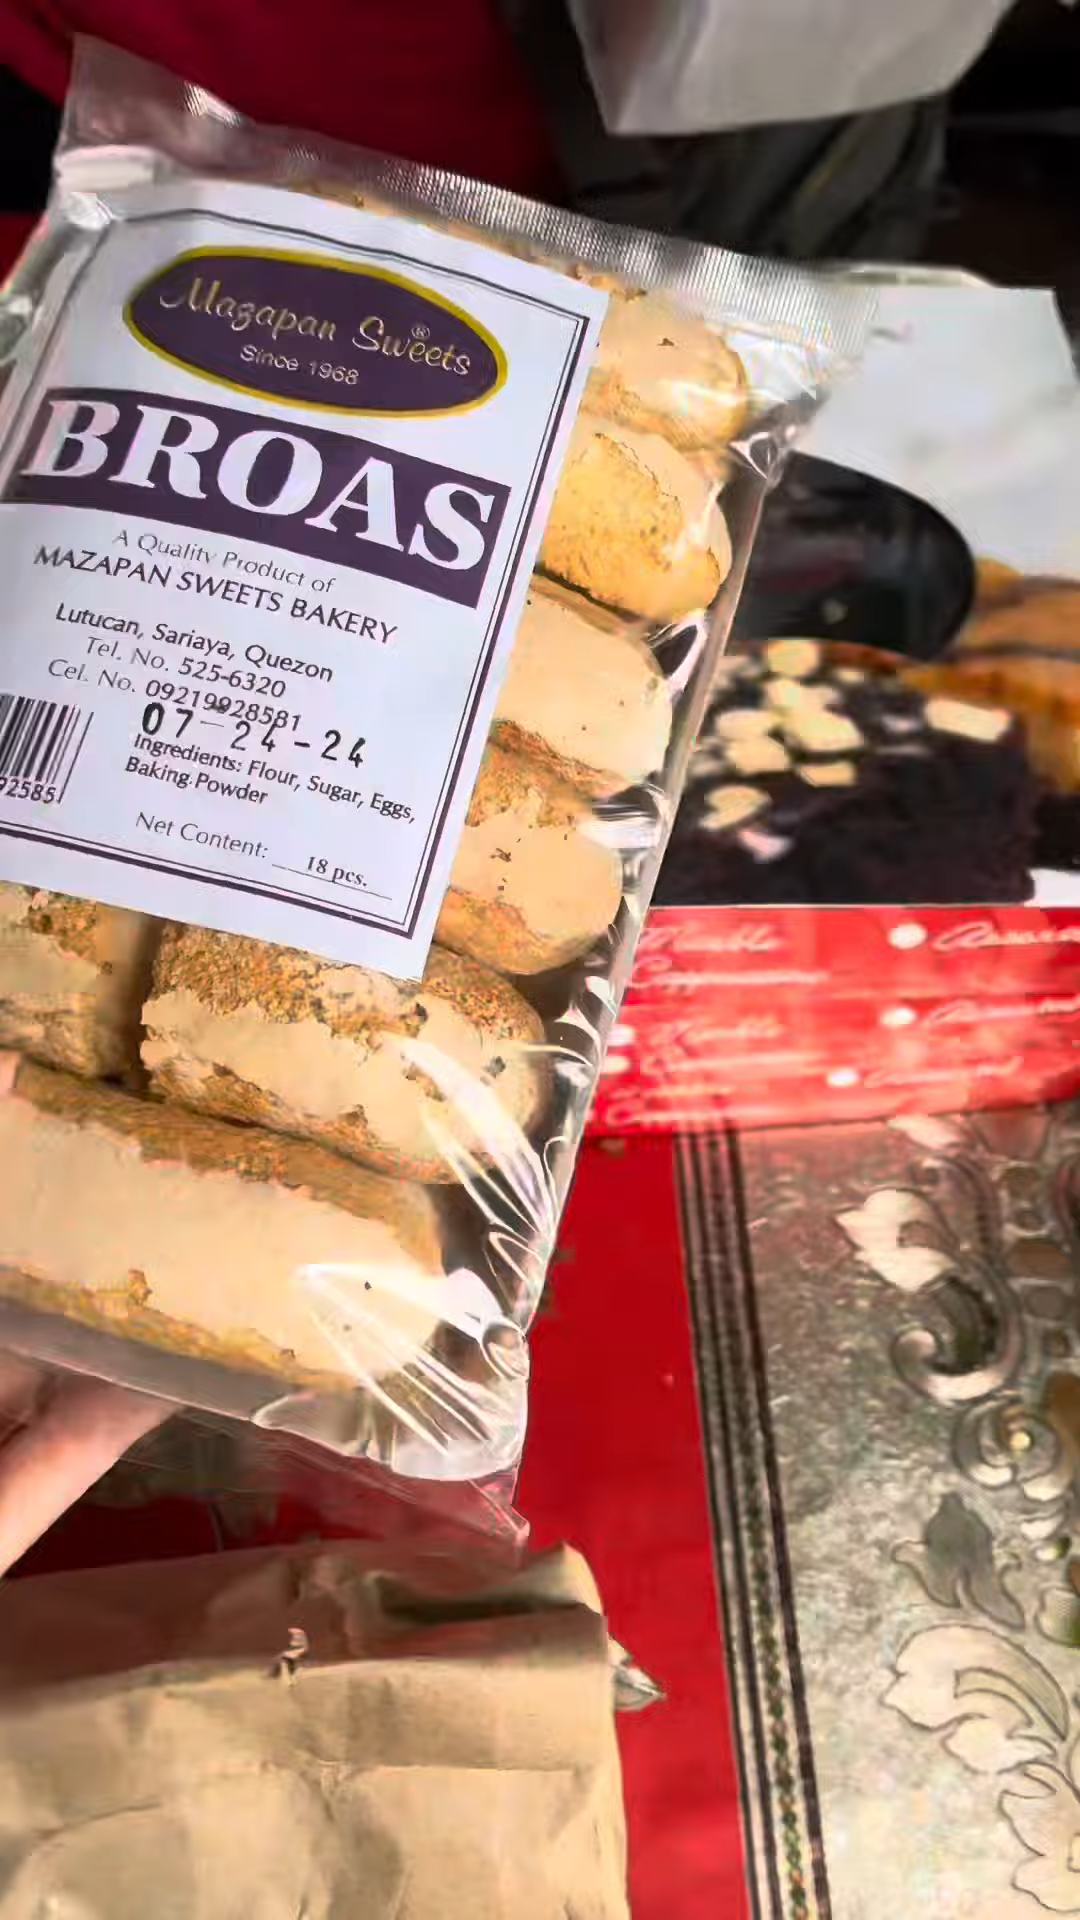 Mazapan Sweets®
Since 1968
BROAS
A Quality Product of
MAZAPAN SWEETS BAKERY
Lutucan, Sariaya, Quezon
Tel. No. 525-6320
Cel. No. 09219928581
07-24-24
Ingredients: Flour, Sugar, Eggs,
Baking Powder
92585
Net Content: 18 pcs.